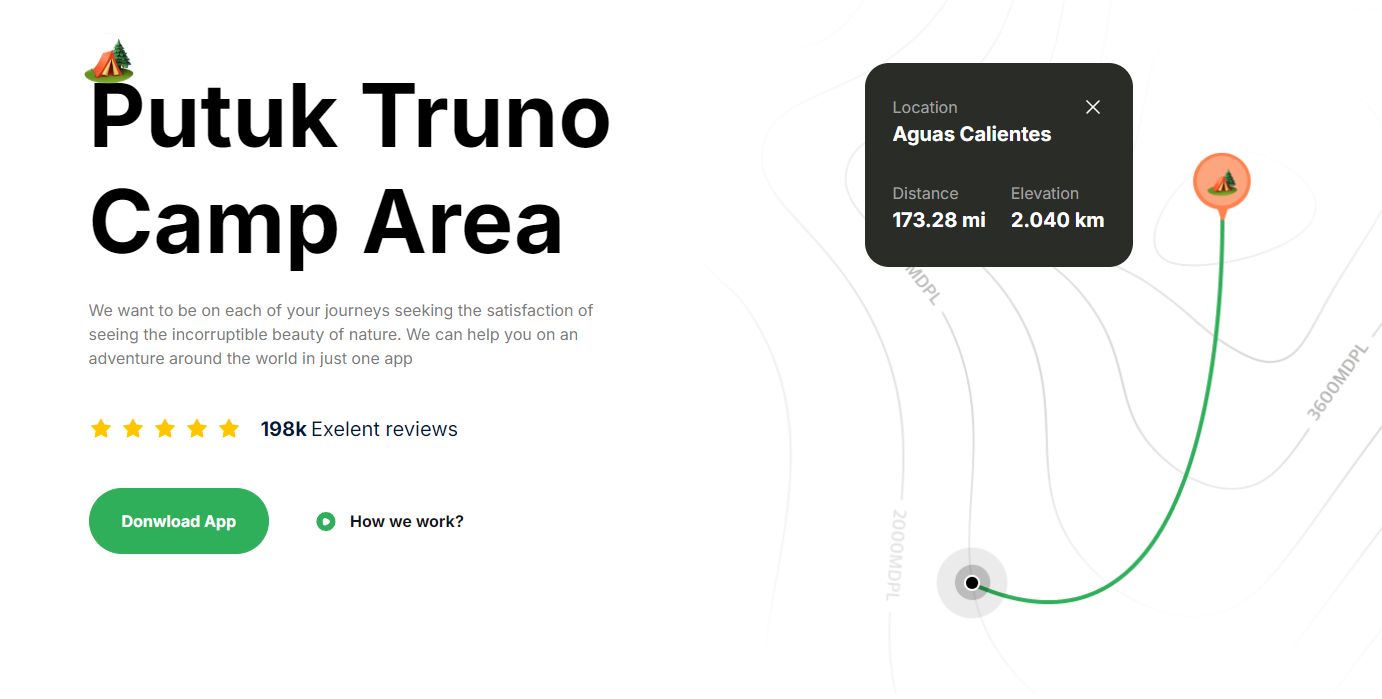 Putuk Truno
Camp Area
We want to be on each of your journeys seeking the satisfaction of
seeing the incorruptible beauty of nature. We can help you on an
adventure around the world in just one app
198k Exelent reviews
Donwload App
How we work?
Location
Aguas Calientes
Distance
Elevation
173.28 mi
2.040 km
MDPL
3600MDPL
2000MDPL